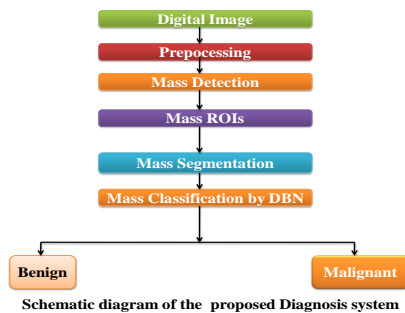 Digital Image
Prepocessing
Mass Detection
Mass ROIs
Mass Segmentation
Mass Classification by DBN
Benign
Malignant
Schematic diagram of the proposed Diagnosis system